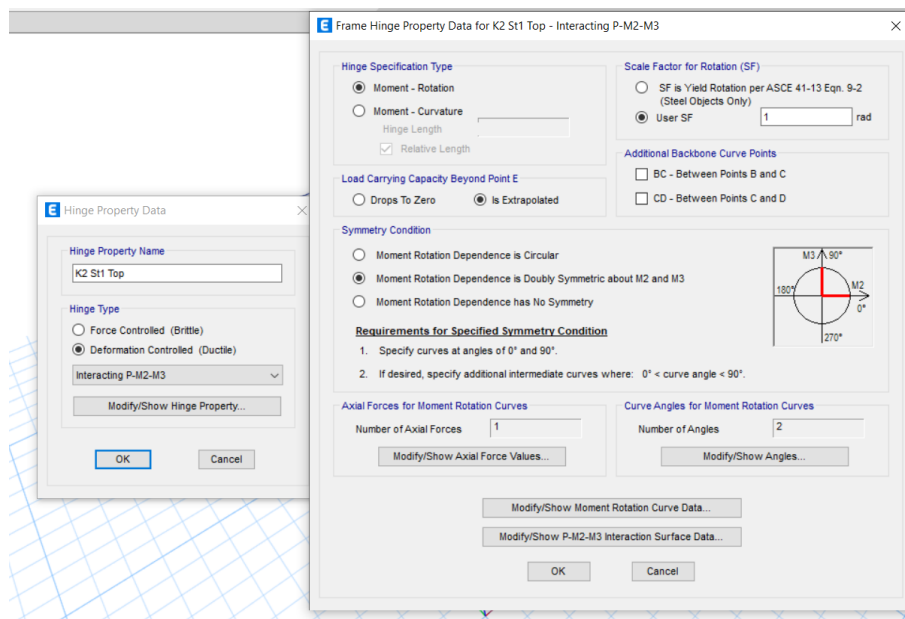 E Hinge Property Data
Hinge Property Name
K2 St1 Top
Hinge Type
Force Controlled (Brittle)
Deformation Controlled (Ductile)
Interacting P-M2-M3
Modify/Show Hinge Property...
OK Cancel
E Frame Hinge Property Data for K2 St1 Top - Interacting P-M2-M3
Hinge Specification Type
Moment - Rotation
Moment - Curvature
Hinge Length
Relative Length
Scale Factor for Rotation (SF)
SF is Yield Rotation per ASCE 41-13 Eqn. 9-2
(Steel Objects Only)
User SF 1 rad
Load Carrying Capacity Beyond Point E
Drops To Zero Is Extrapolated
Additional Backbone Curve Points
BC - Between Points B and C
CD - Between Points C and D
Symmetry Condition
Moment Rotation Dependence is Circular
Moment Rotation Dependence is Doubly Symmetric about M2 and M3
Moment Rotation Dependence has No Symmetry
Requirements for Specified Symmetry Condition
1. Specify curves at angles of 0° and 90°.
2. If desired, specify additional intermediate curves where: 0° < curve angle < 90°.
M3 90°
180° M2
0°
270°
Axial Forces for Moment Rotation Curves
Number of Axial Forces 1
Modify/Show Axial Force Values...
Curve Angles for Moment Rotation Curves
Number of Angles 2
Modify/Show Angles...
Modify/Show Moment Rotation Curve Data...
Modify/Show P-M2-M3 Interaction Surface Data...
OK Cancel